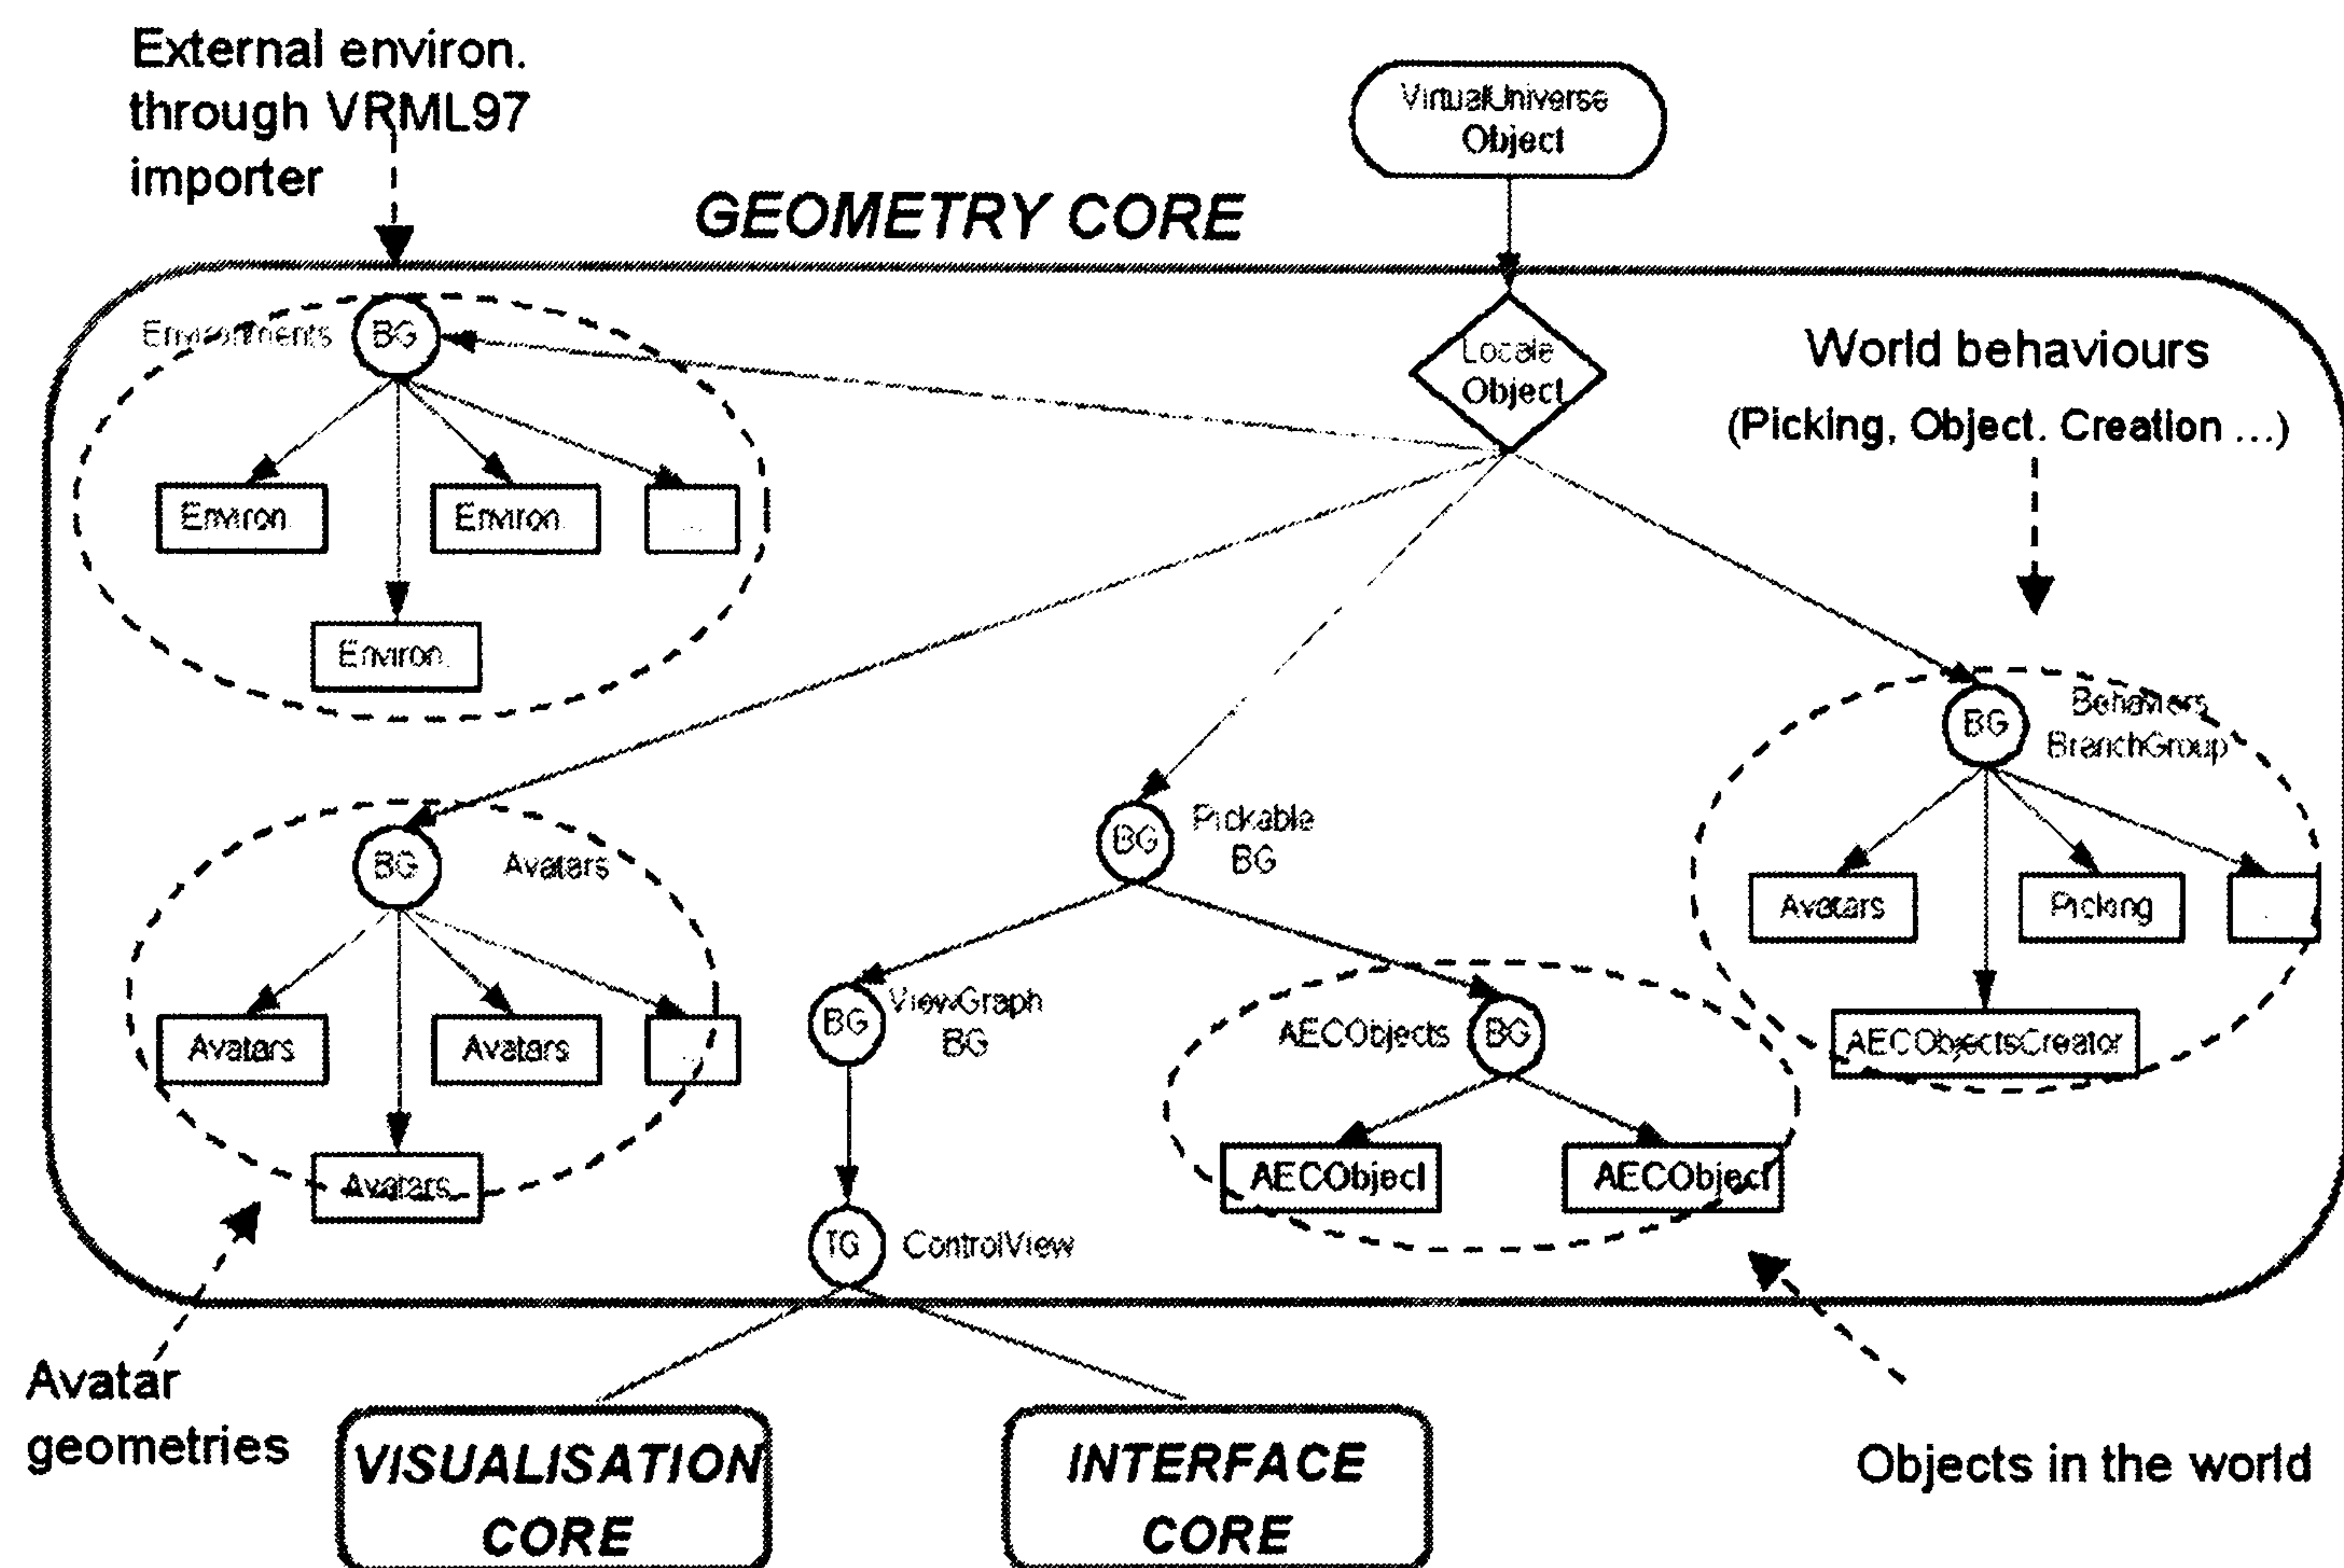 External environ.
through VRML97
importer
VirtualUniverse
Object
GEOMETRY CORE
Environments
BG
Locale
Object
World behaviours
(Picking, Object. Creation ...)
Environ.
Environ.
...
Environ.
BG
Behaviors
BranchGroup
BG
Avatars
BG
Pickable
BG
Avatars
Picking
...
AECObjectsCreator
Avatars
Avatars
...
Avatars
BG
ViewGraph
BG
AECObjects
BG
AECObject
AECObject
TG
ControlView
Avatar
geometries
VISUALISATION
CORE
INTERFACE
CORE
Objects in the world